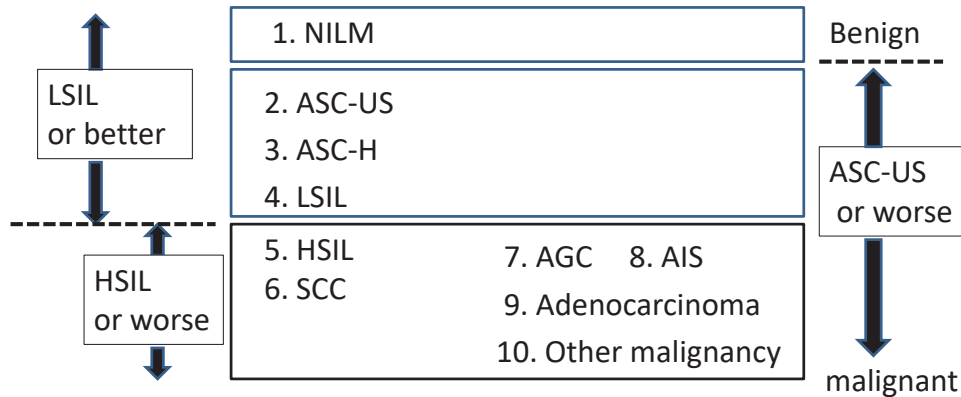 1. NILM
Benign
LSIL
or better
2. ASC-US
3. ASC-H
4. LSIL
ASC-US
or worse
HSIL
or worse
5. HSIL
6. SCC
7. AGC 8. AIS
9. Adenocarcinoma
10. Other malignancy
malignant